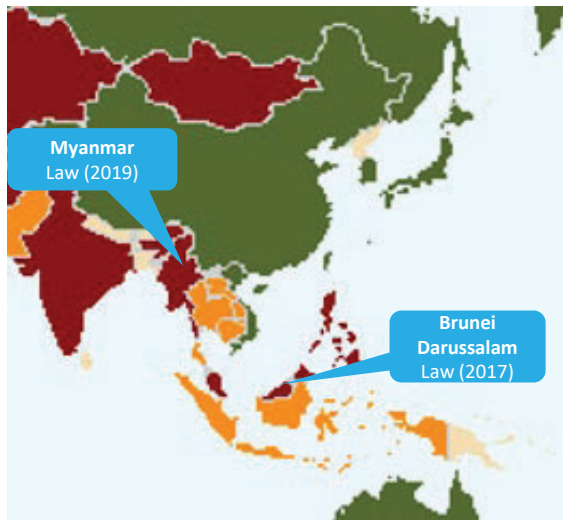 Myanmar
Law (2019)
Brunei
Darussalam
Law (2017)